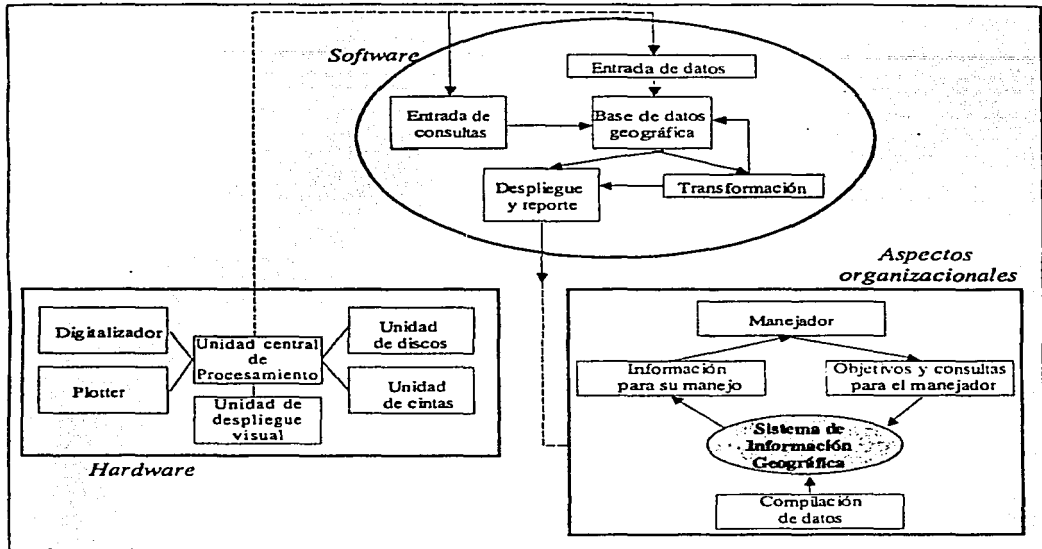 Software
Entrada de datos
Entrada de
consultas
Base de datos
geográfica
Despliegue
y reporte
Transformación
Aspectos
organizacionales
Digitalizador
Plotter
Unidad central
de
Procesamiento
Unidad
de discos
Unidad
de cintas
Unidad de
despliegue
visual
Hardware
Manejador
Información
para su manejo
Objetivos y consultas
para el manejador
Sistema de
Información
Geográfica
Compilación
de datos